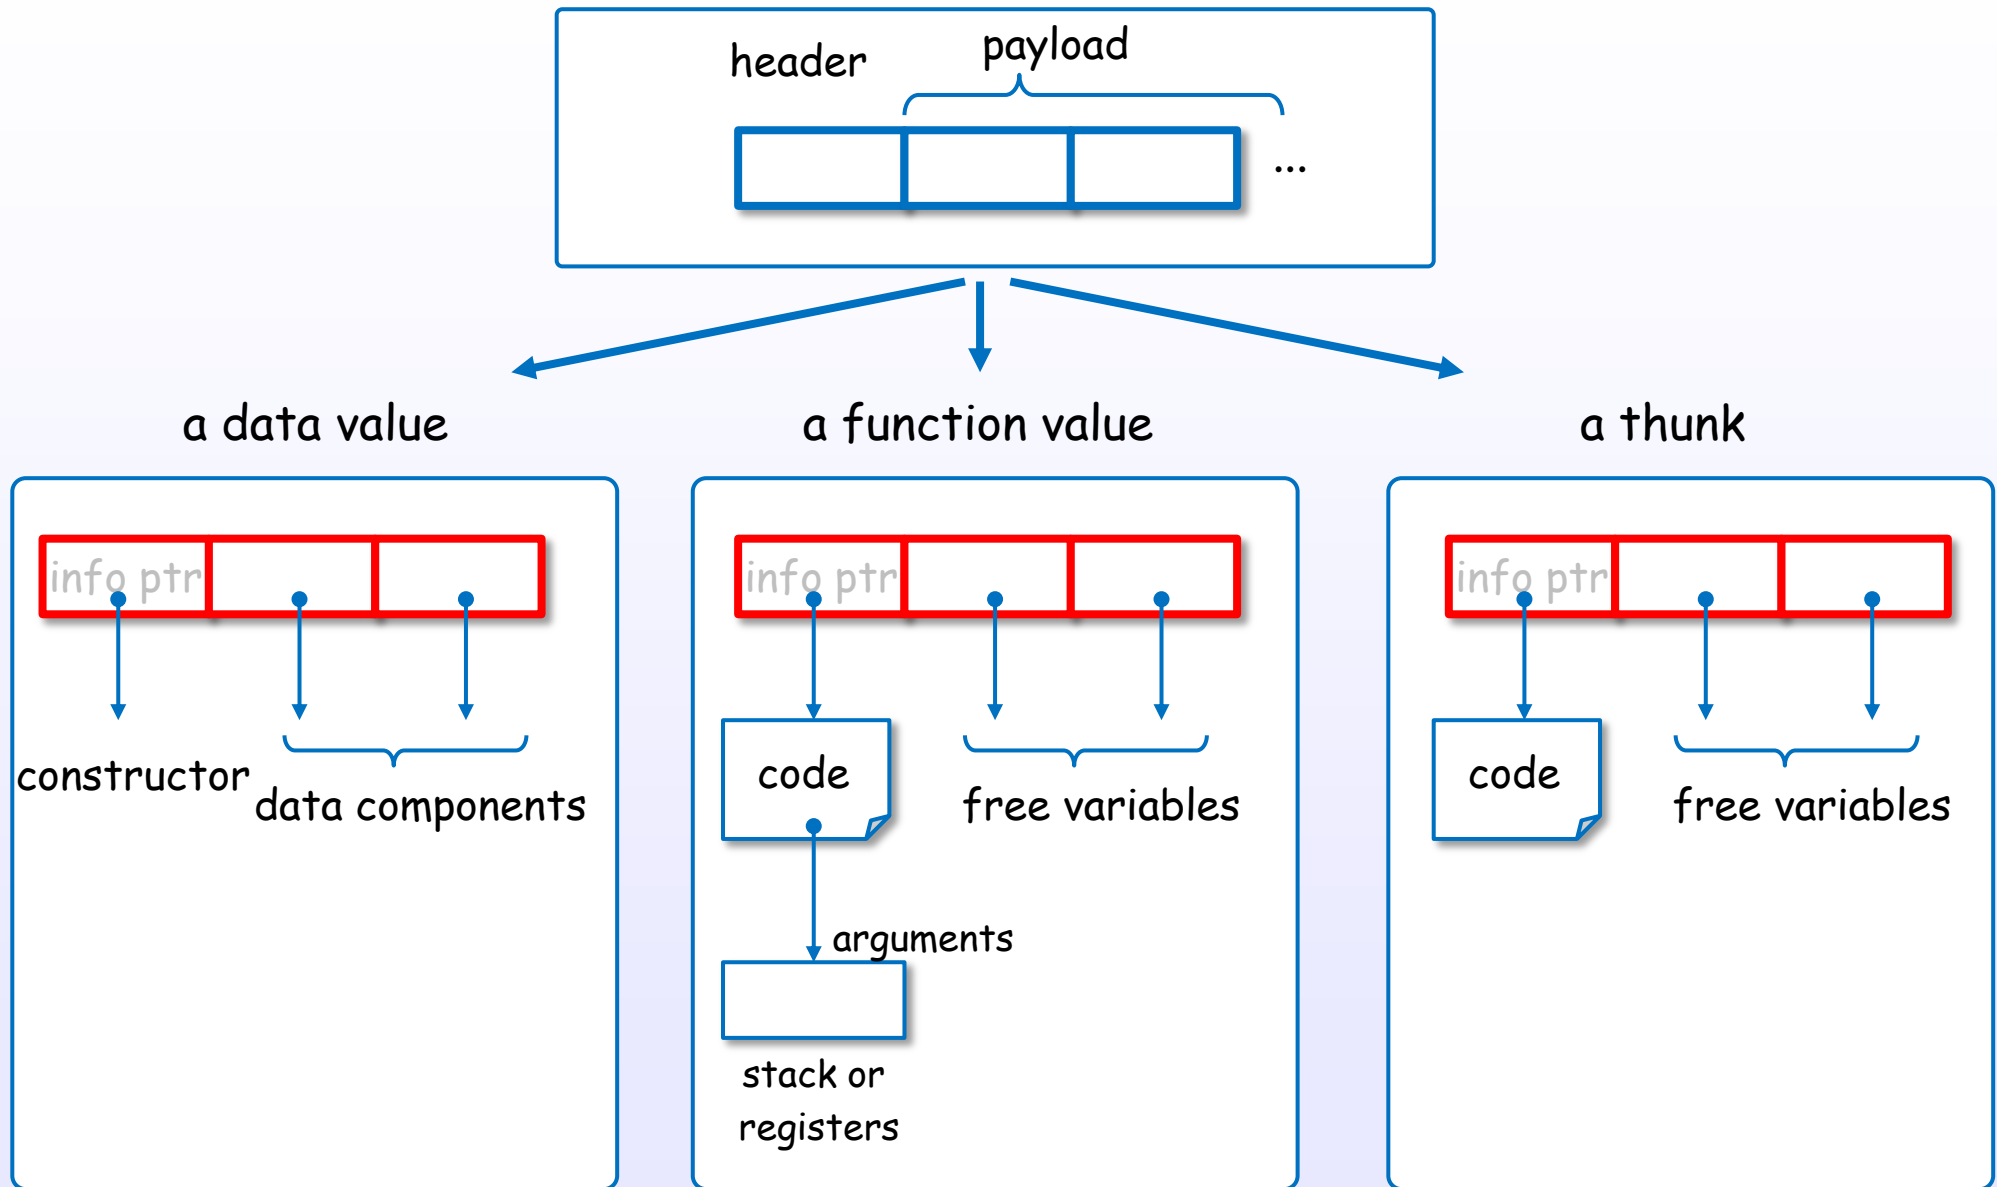 header
payload
...
a data value
a function value
a thunk
info ptr
info ptr
info ptr
constructor
data components
code
free variables
code
free variables
arguments
stack or
registers